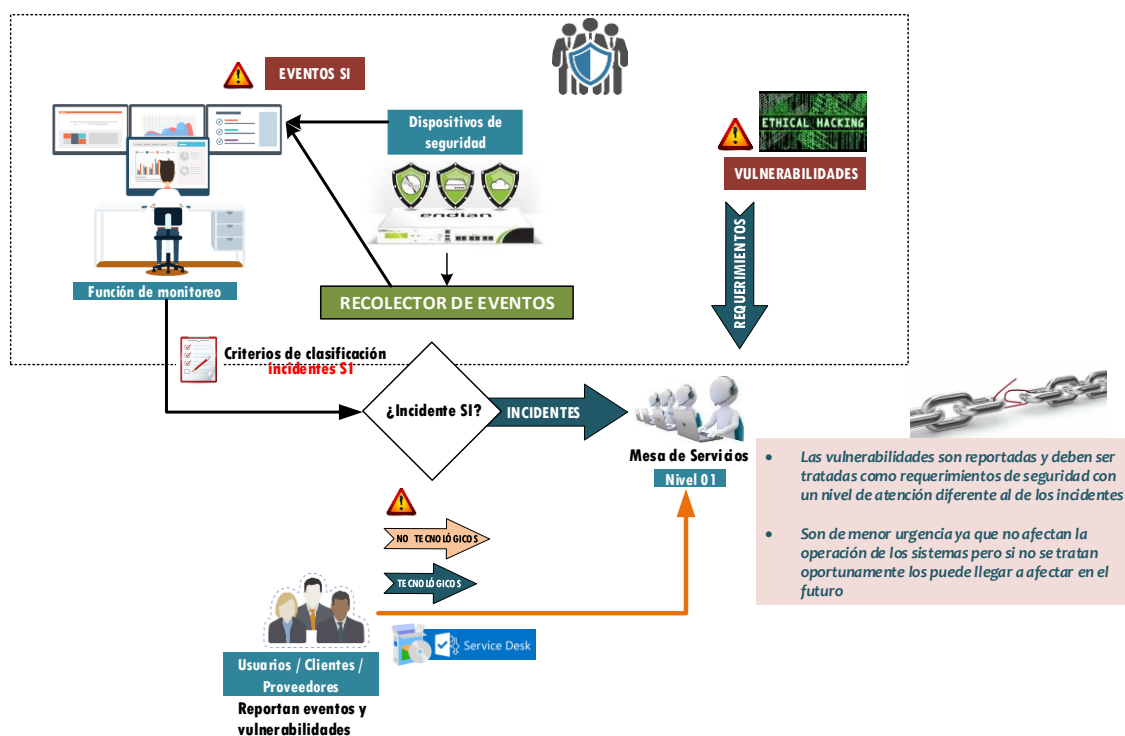 EVENTOS SI
ETHICAL HACKING
Dispositivos de
seguridad
VULNERABILIDADES
endian
REQUERIMIENTOS
Función de monitoreo
RECOLECTOR DE EVENTOS
Criterios de clasificación
incidentes SI
¿Incidente SI?
INCIDENTES
Mesa de Servicios
Nivel 01
• Las vulnerabilidades son reportadas y deben ser
tratadas como requerimientos de seguridad con
un nivel de atención diferente al de los incidentes
• Son de menor urgencia ya que no afectan la
operación de los sistemas pero si no se tratan
oportunamente los puede llegar a afectar en el
futuro
NO TECNOLÓGICOS
TECNOLÓGICOS
Service Desk
Usuarios / Clientes /
Proveedores
Reportan eventos y
vulnerabilidades